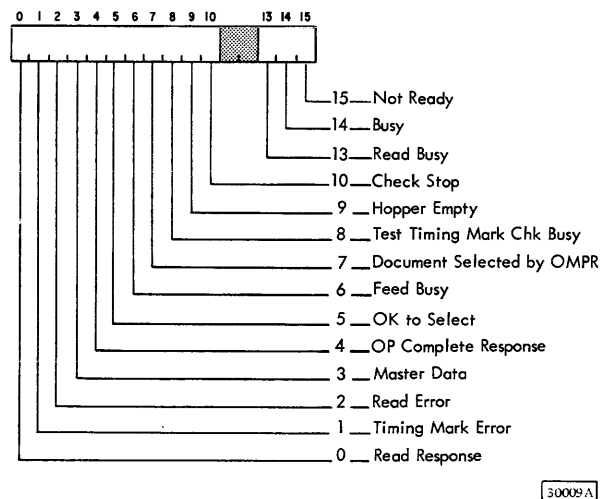 0 1 2 3 4 5 6 7 8 9 10 13 14 15
15 Not Ready
14 Busy
13 Read Busy
10 Check Stop
9 Hopper Empty
8 Test Timing Mark Chk Busy
7 Document Selected by OMPR
6 Feed Busy
5 OK to Select
4 OP Complete Response
3 Master Data
2 Read Error
1 Timing Mark Error
0 Read Response
30009A